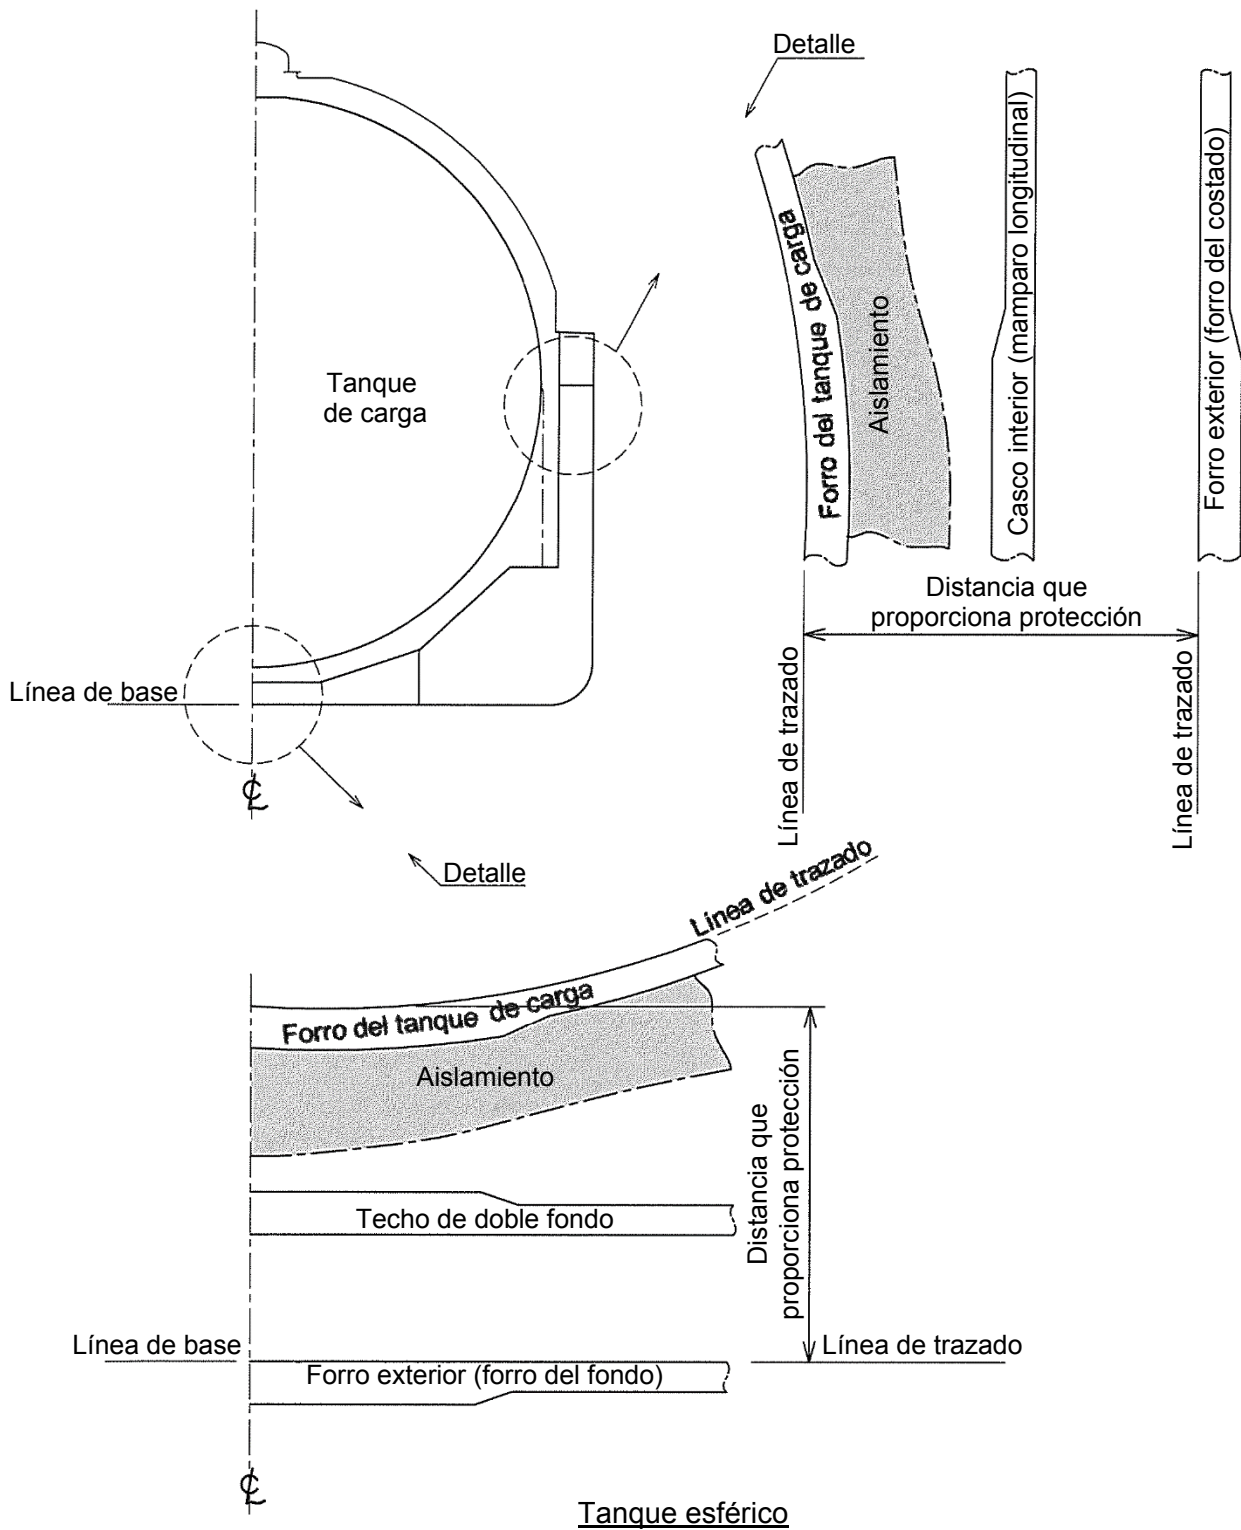 Detalle
Tanque
de carga
Forro del tanque de carga
Aislamiento
Casco interior (mamparo longitudinal)
Forro exterior (forro del costado)
Distancia que
proporciona protección
Línea de trazado
Línea de trazado
Línea de base
℄
Detalle
Línea de trazado
Forro del tanque de carga
Aislamiento
Distancia que
proporciona protección
Techo de doble fondo
Línea de base
Línea de trazado
Forro exterior (forro del fondo)
℄
Tanque esférico